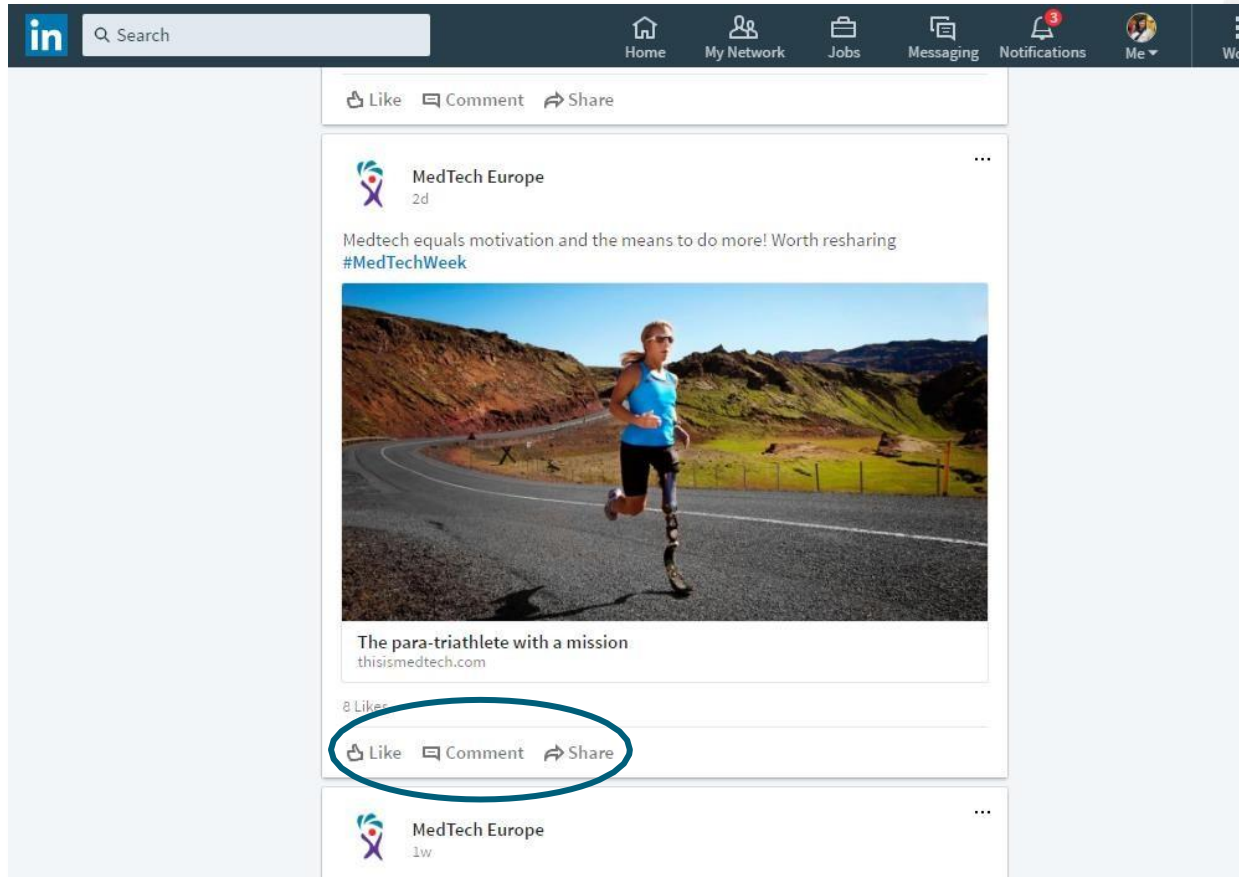 in
Search
3
Home
My Network
Jobs
Messaging
Notifications
Me
Like Comment Share
...
MedTech Europe
2d
Medtech equals motivation and the means to do more! Worth resharing
#MedTechWeek
The para-triathlete with a mission
thisismedtech.com
8 Likes
Like Comment Share
...
MedTech Europe
1w